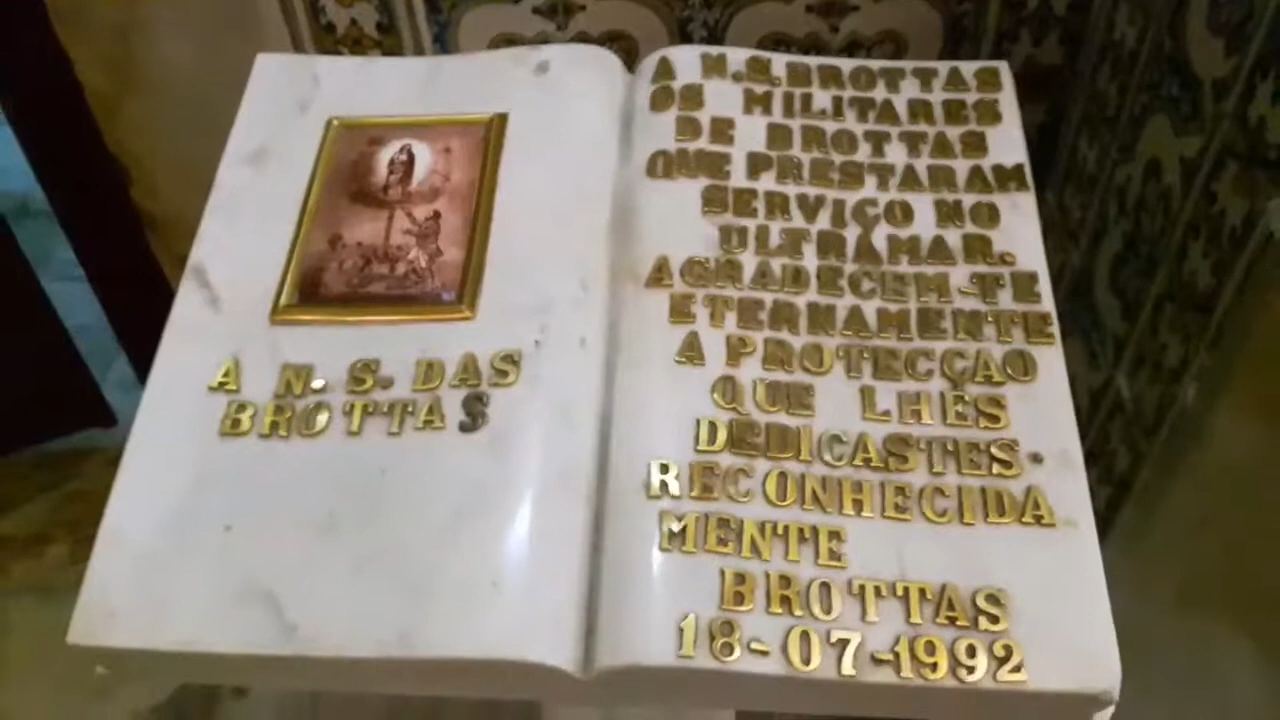 A N. S. DAS
BROTTAS
A N.S.BROTTAS
OS MILITARES
DE BROTTAS
QUE PRESTARAM
SERVIÇO NO
ULTRAMAR.
AGRADECEM-TE
ETERNAMENTE
A PROTECÇAO
QUE LHES
DEDICASTES.
RECONHECIDA
MENTE
BROTTAS
18-07-1992